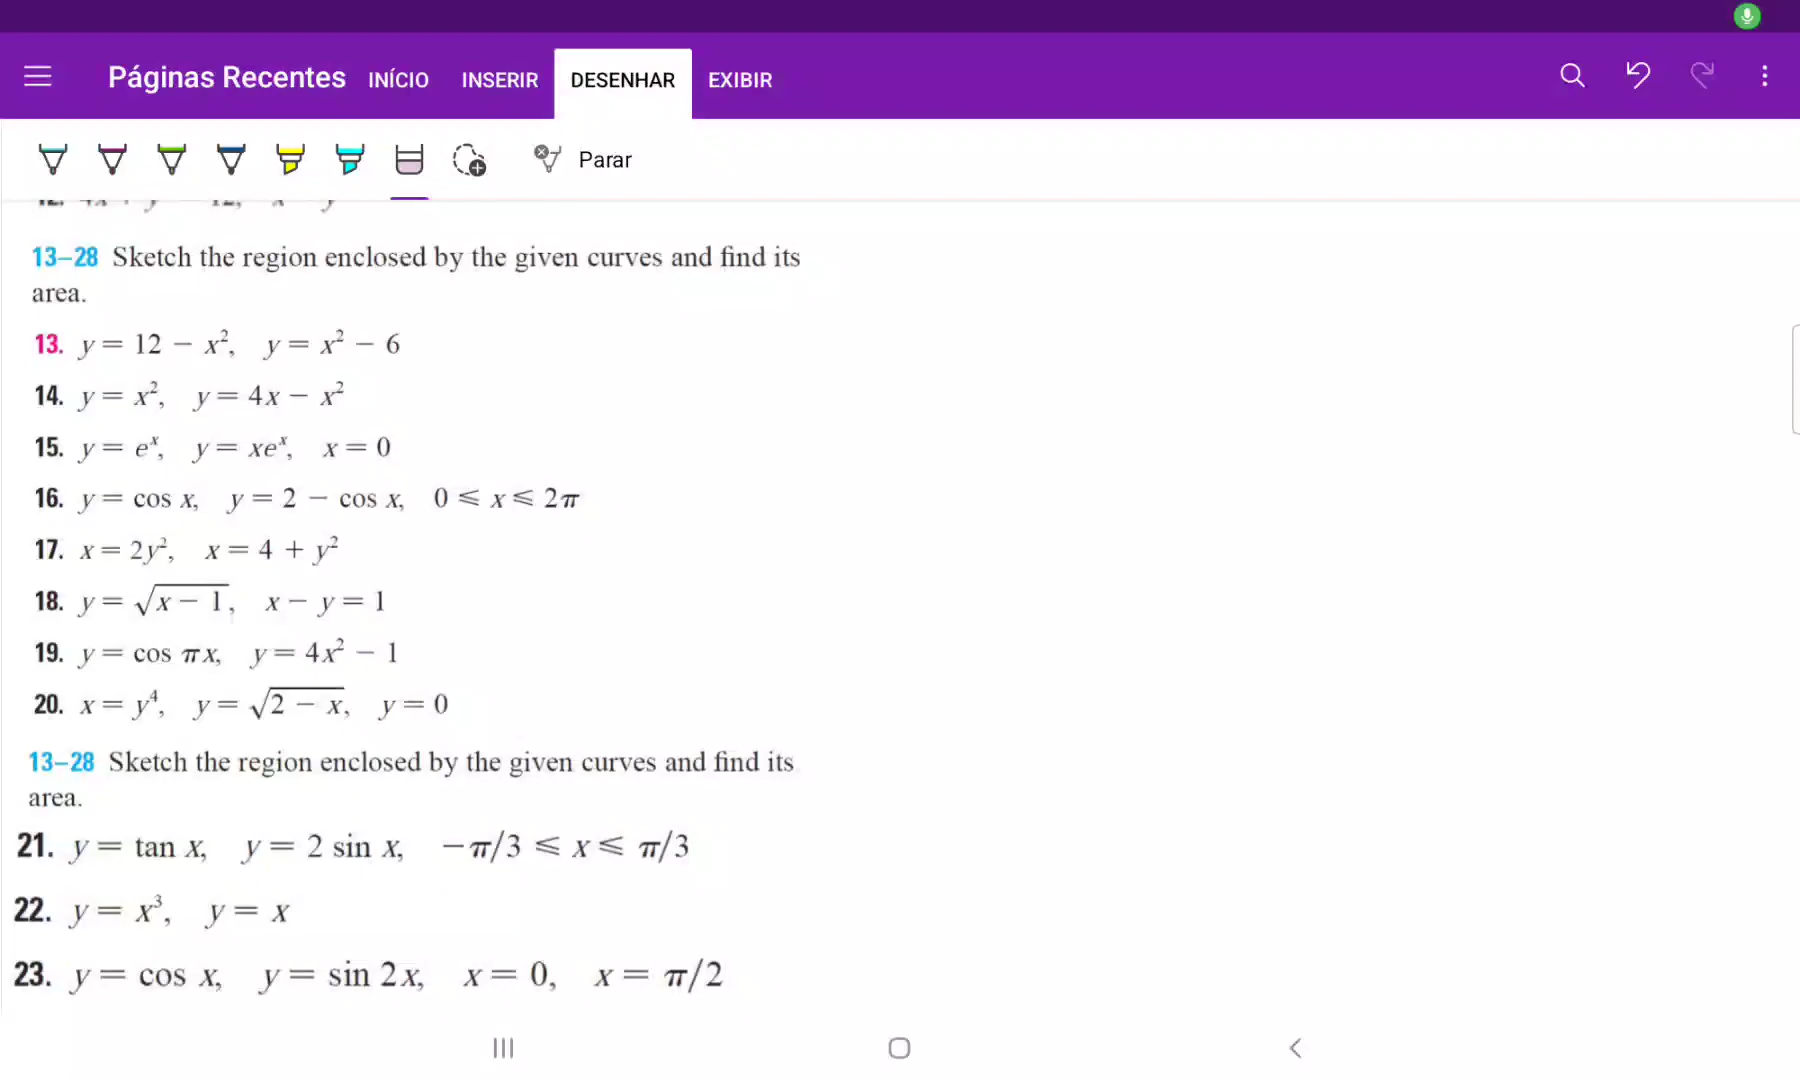 Páginas Recentes INÍCIO INSERIR DESENHAR EXIBIR
Parar
13–28 Sketch the region enclosed by the given curves and find its
area.
13. y = 12 − x², y = x² − 6
14. y = x², y = 4x − x²
15. y = eˣ, y = xeˣ, x = 0
16. y = cos x, y = 2 − cos x, 0 ⩽ x ⩽ 2π
17. x = 2y², x = 4 + y²
18. y = √(x − 1), x − y = 1
19. y = cos πx, y = 4x² − 1
20. x = y⁴, y = √(2 − x), y = 0
13–28 Sketch the region enclosed by the given curves and find its
area.
21. y = tan x, y = 2 sin x, −π/3 ⩽ x ⩽ π/3
22. y = x³, y = x
23. y = cos x, y = sin 2x, x = 0, x = π/2